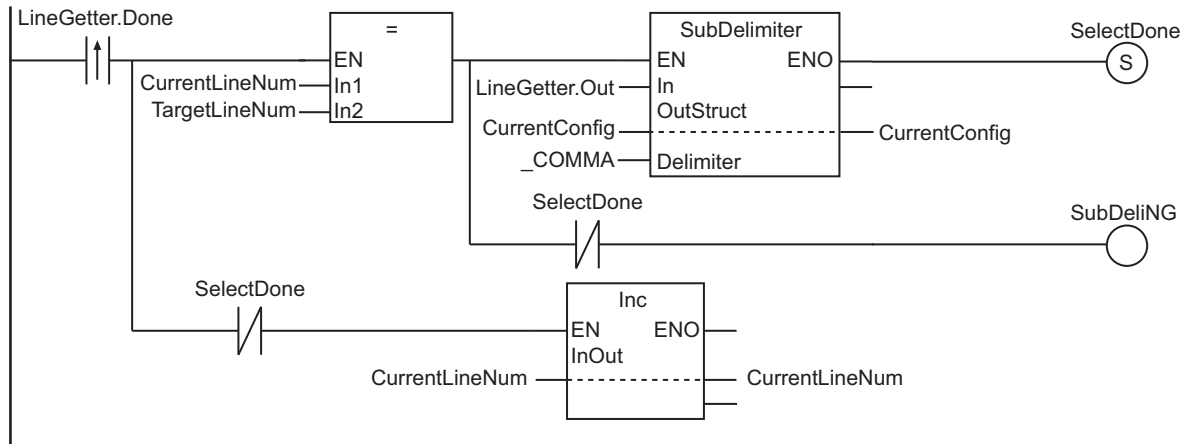 LineGetter.Done
=
EN
CurrentLineNum In1
TargetLineNum In2
SubDelimiter
EN ENO
LineGetter.Out In
OutStruct
CurrentConfig CurrentConfig
_COMMA Delimiter
SelectDone
S
SelectDone
SubDeliNG
SelectDone
Inc
EN ENO
InOut
CurrentLineNum CurrentLineNum